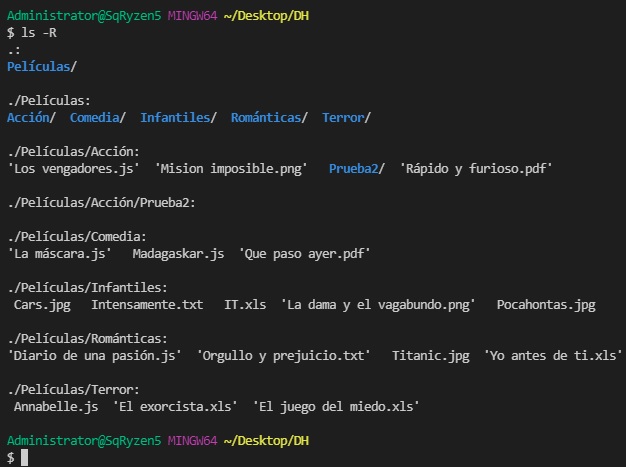 Administrator@SqRyzen5 MINGW64 ~/Desktop/DH
$ ls -R
.:
Películas/
./Películas:
Acción/  Comedia/  Infantiles/  Románticas/  Terror/
./Películas/Acción:
'Los vengadores.js'  'Mision imposible.png'   Prueba2/  'Rápido y furioso.pdf'
./Películas/Acción/Prueba2:
./Películas/Comedia:
'La máscara.js'   Madagaskar.js  'Que paso ayer.pdf'
./Películas/Infantiles:
Cars.jpg   Intensamente.txt   IT.xls  'La dama y el vagabundo.png'   Pocahontas.jpg
./Películas/Románticas:
'Diario de una pasión.js'  'Orgullo y prejuicio.txt'   Titanic.jpg  'Yo antes de ti.xls'
./Películas/Terror:
Annabelle.js  'El exorcista.xls'  'El juego del miedo.xls'
Administrator@SqRyzen5 MINGW64 ~/Desktop/DH
$